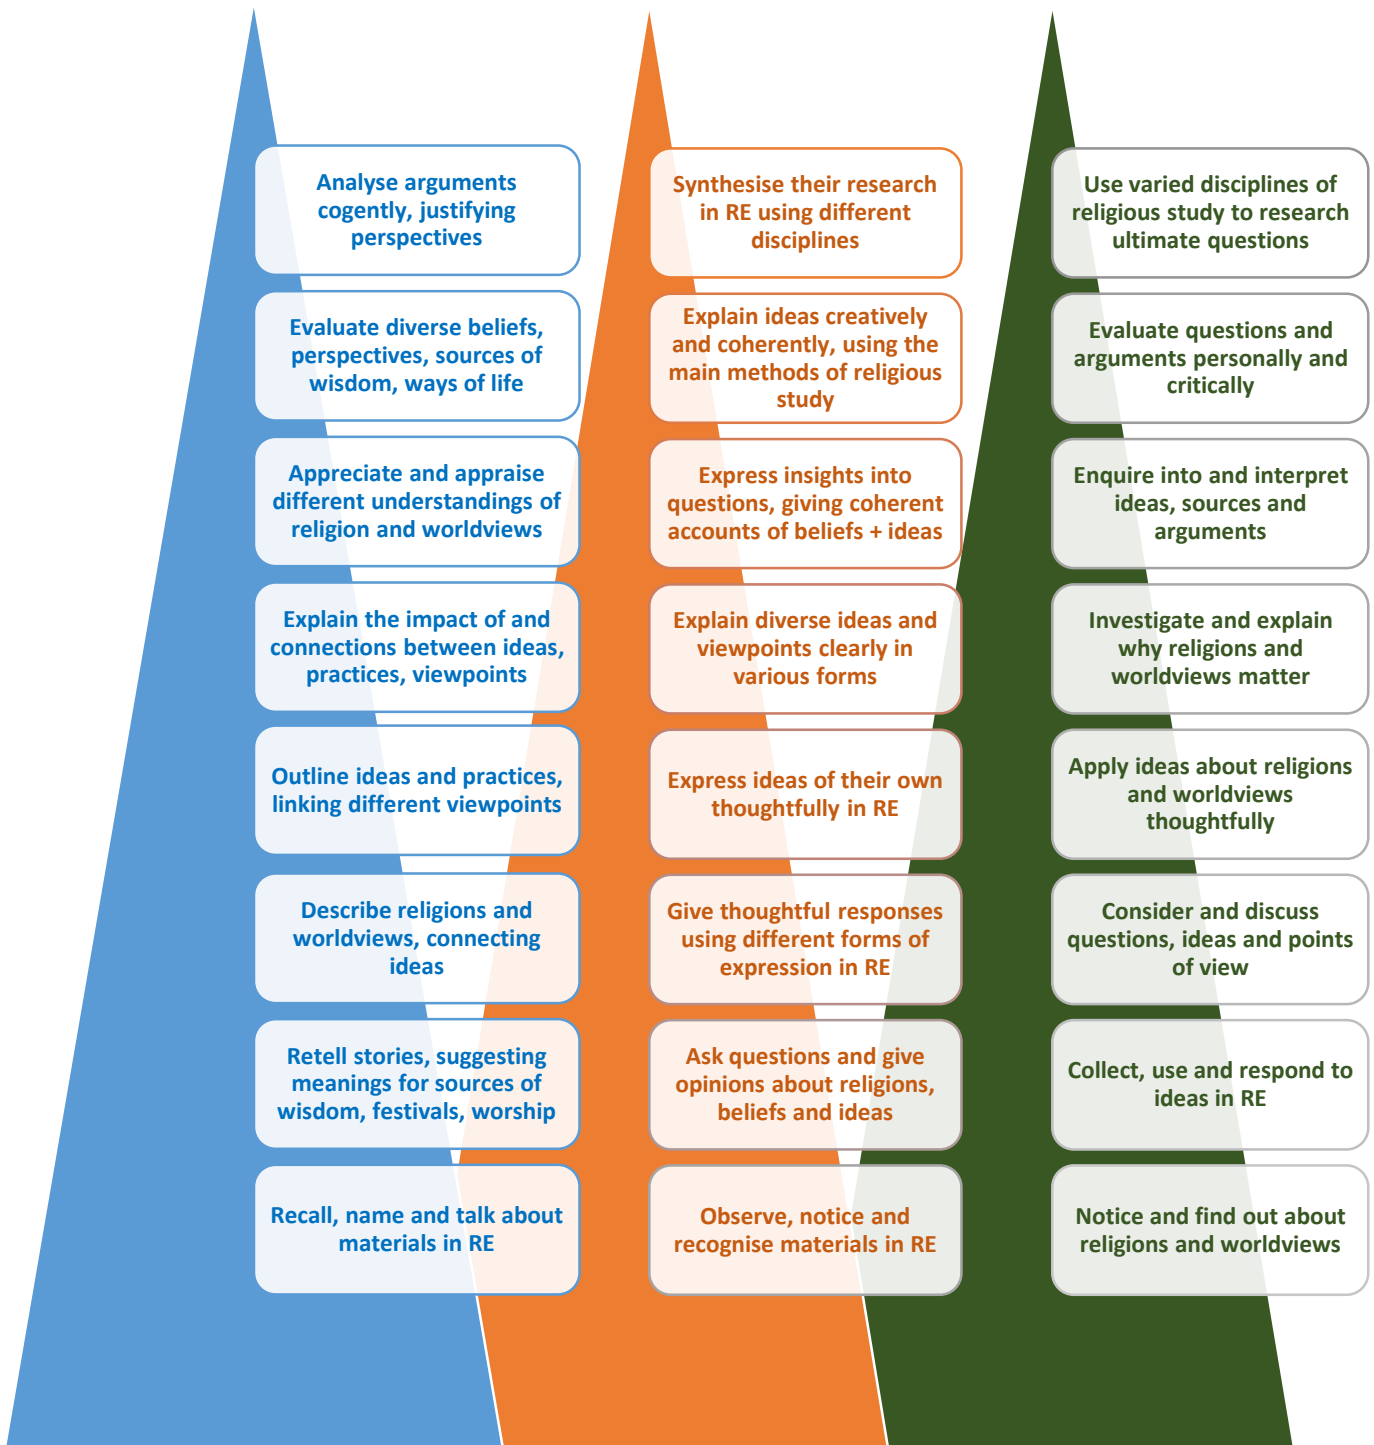 Analyse arguments
cogently, justifying
perspectives
Evaluate diverse beliefs,
perspectives, sources of
wisdom, ways of life
Appreciate and appraise
different understandings of
religion and worldviews
Explain the impact of and
connections between ideas,
practices, viewpoints
Outline ideas and practices,
linking different viewpoints
Describe religions and
worldviews, connecting
ideas
Retell stories, suggesting
meanings for sources of
wisdom, festivals, worship
Recall, name and talk about
materials in RE
Synthesise their research
in RE using different
disciplines
Explain ideas creatively
and coherently, using the
main methods of religious
study
Express insights into
questions, giving coherent
accounts of beliefs + ideas
Explain diverse ideas and
viewpoints clearly in
various forms
Express ideas of their own
thoughtfully in RE
Give thoughtful responses
using different forms of
expression in RE
Ask questions and give
opinions about religions,
beliefs and ideas
Observe, notice and
recognise materials in RE
Use varied disciplines of
religious study to research
ultimate questions
Evaluate questions and
arguments personally and
critically
Enquire into and interpret
ideas, sources and
arguments
Investigate and explain
why religions and
worldviews matter
Apply ideas about religions
and worldviews
thoughtfully
Consider and discuss
questions, ideas and points
of view
Collect, use and respond to
ideas in RE
Notice and find out about
religions and worldviews